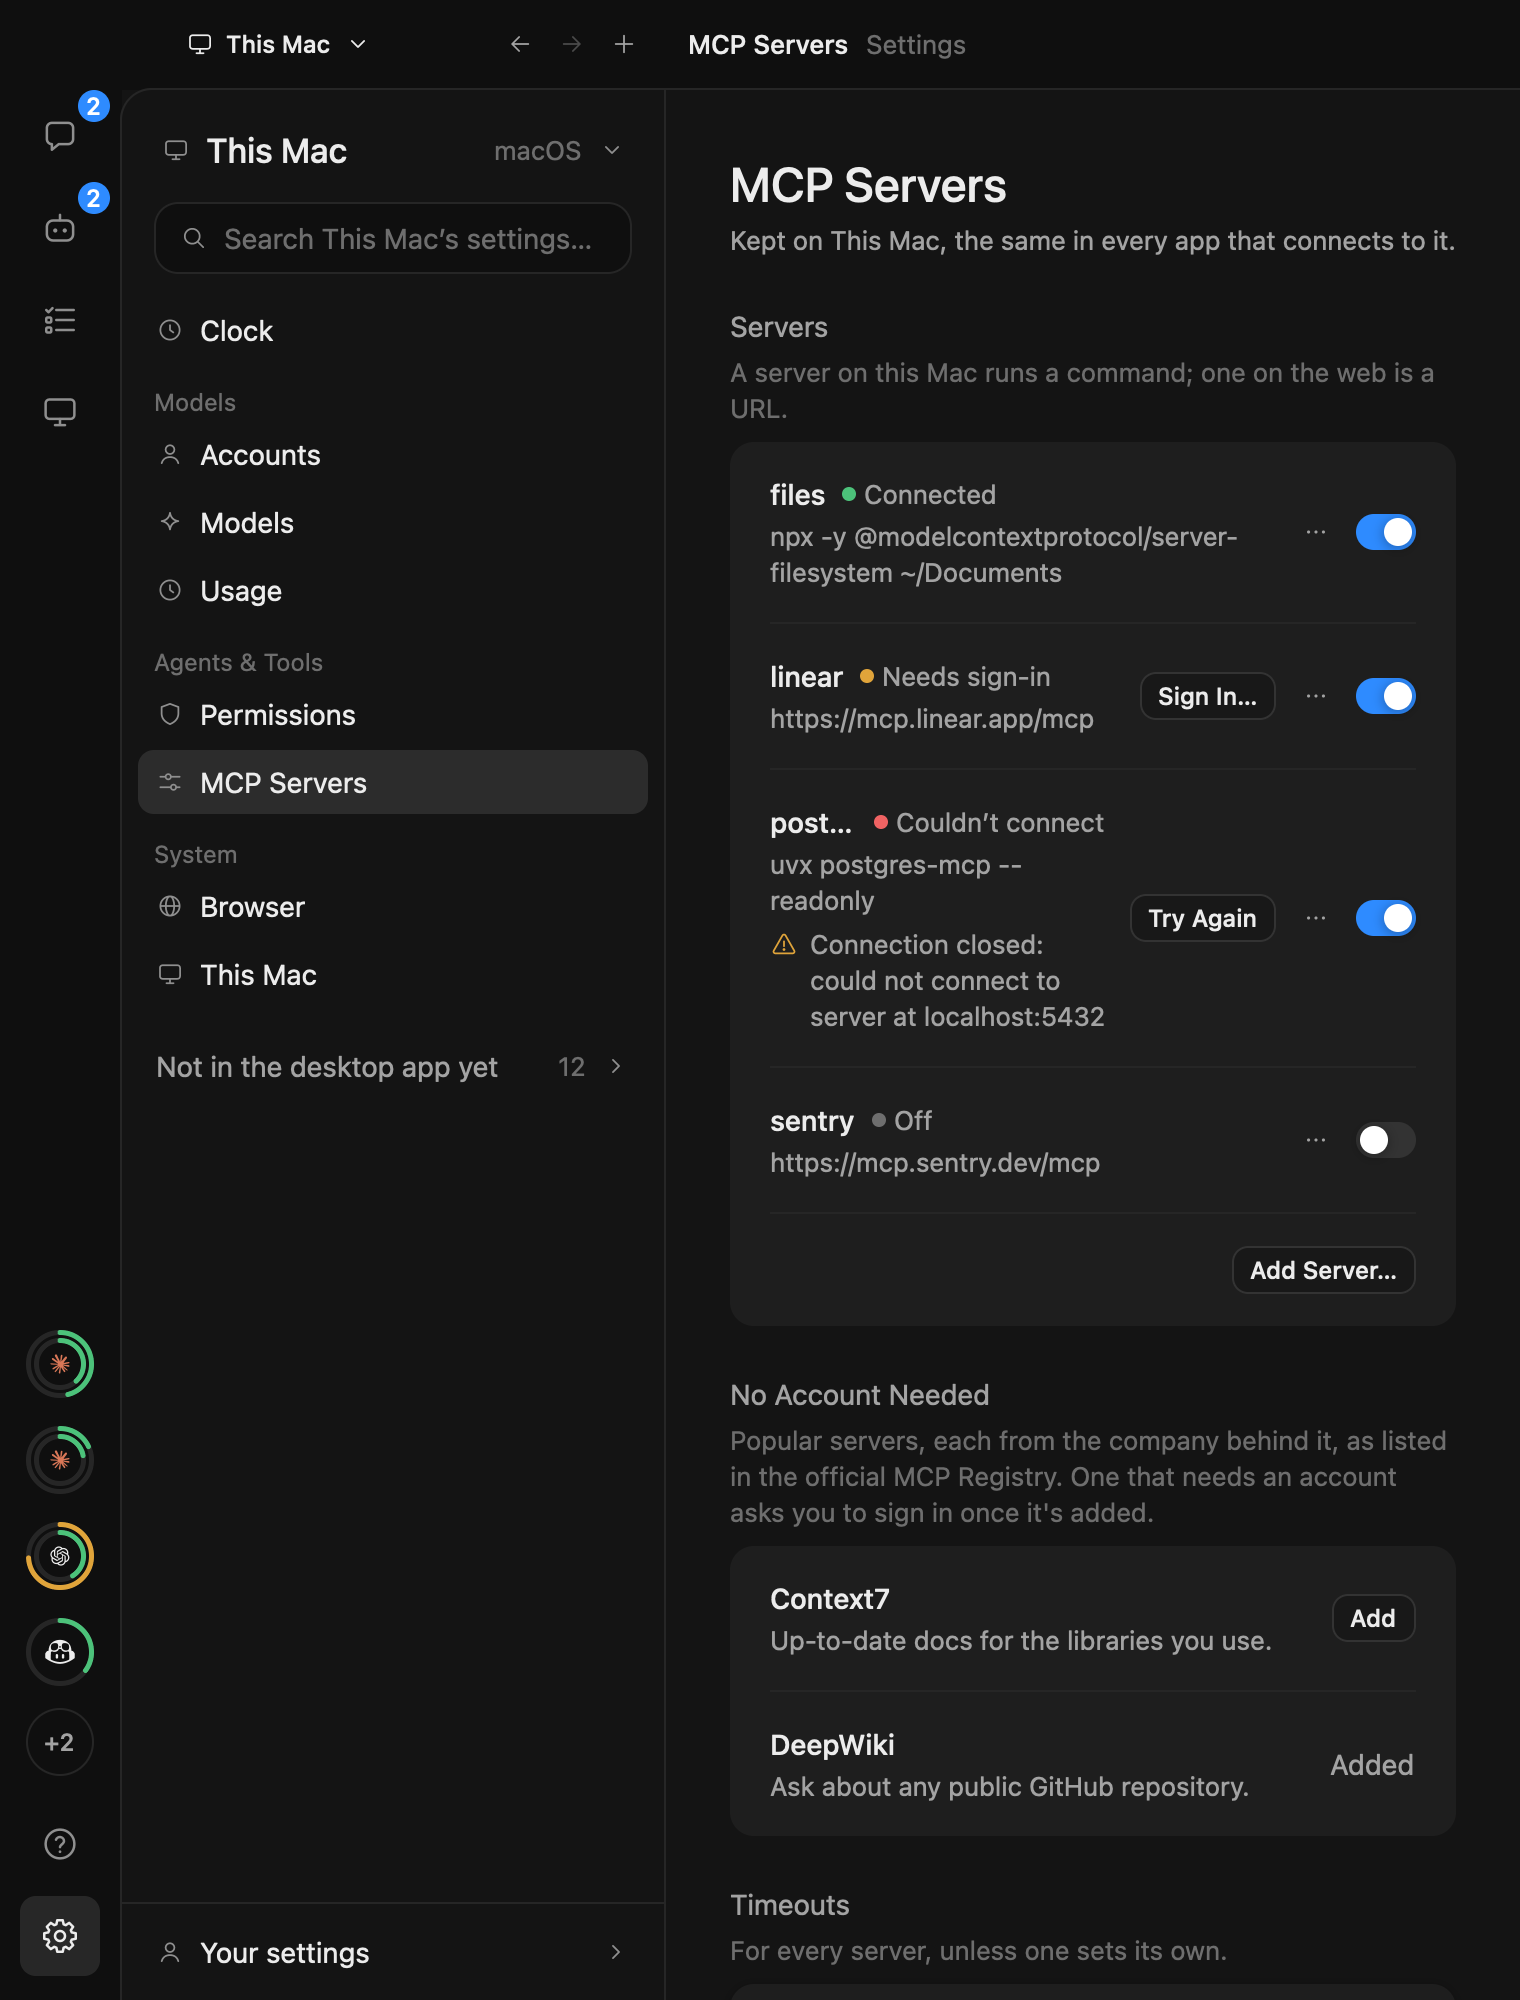 This Mac
MCP Servers Settings
2
2
This Mac macOS
Search This Mac’s settings...
Clock
Models
Accounts
Models
Usage
Agents & Tools
Permissions
MCP Servers
System
Browser
This Mac
Not in the desktop app yet 12
+2
Your settings
MCP Servers
Kept on This Mac, the same in every app that connects to it.
Servers
A server on this Mac runs a command; one on the web is a
URL.
files Connected
npx -y @modelcontextprotocol/server-
filesystem ~/Documents
linear Needs sign-in
https://mcp.linear.app/mcp
Sign In...
post... Couldn’t connect
uvx postgres-mcp --
readonly
Connection closed:
could not connect to
server at localhost:5432
Try Again
sentry Off
https://mcp.sentry.dev/mcp
Add Server...
No Account Needed
Popular servers, each from the company behind it, as listed
in the official MCP Registry. One that needs an account
asks you to sign in once it's added.
Context7
Up-to-date docs for the libraries you use.
Add
DeepWiki
Ask about any public GitHub repository.
Added
Timeouts
For every server, unless one sets its own.